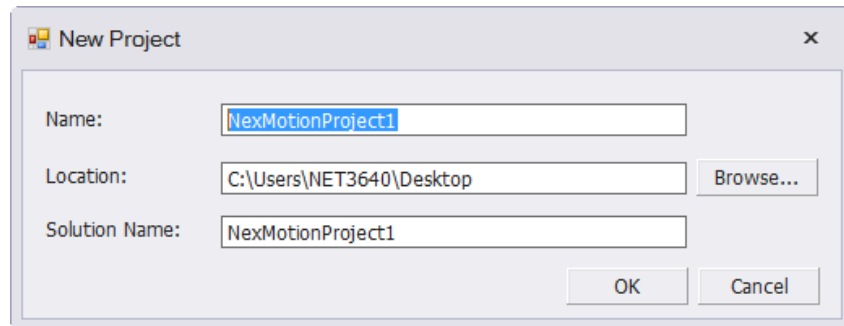 New Project
Name: NexMotionProject1
Location: C:\Users\NET3640\Desktop Browse...
Solution Name: NexMotionProject1
OK Cancel